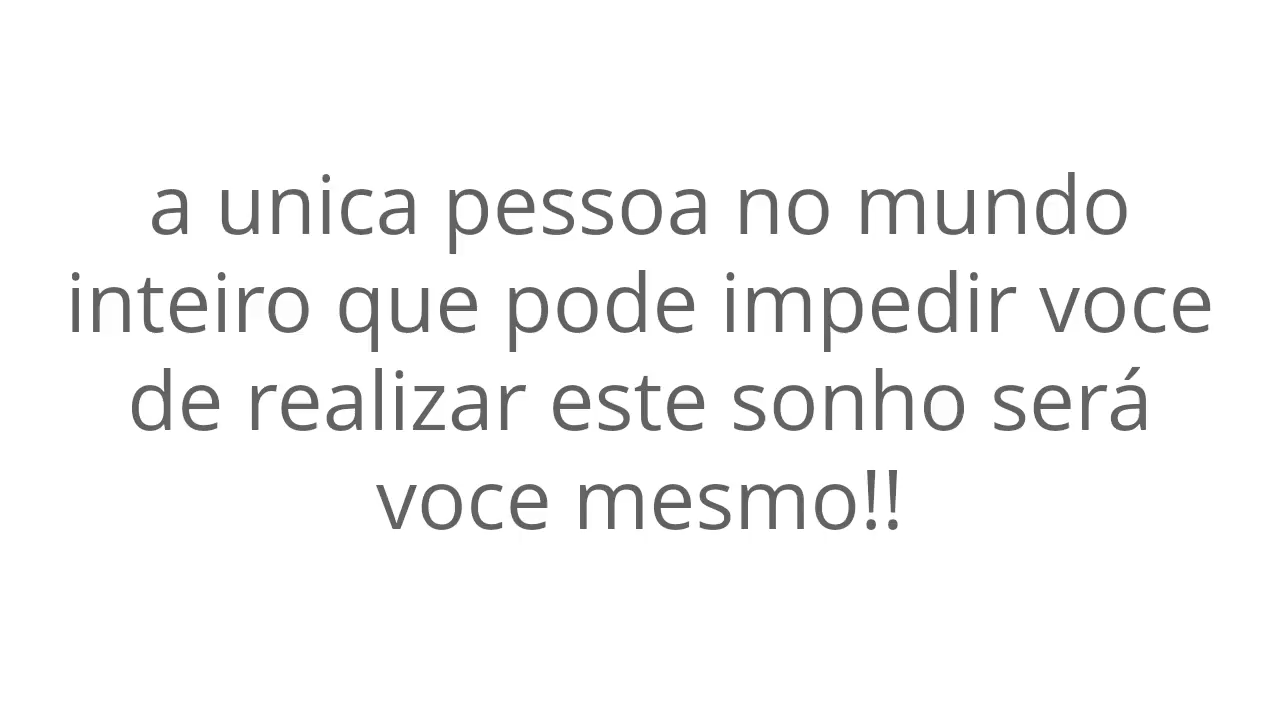 a unica pessoa no mundo
inteiro que pode impedir voce
de realizar este sonho será
voce mesmo!!